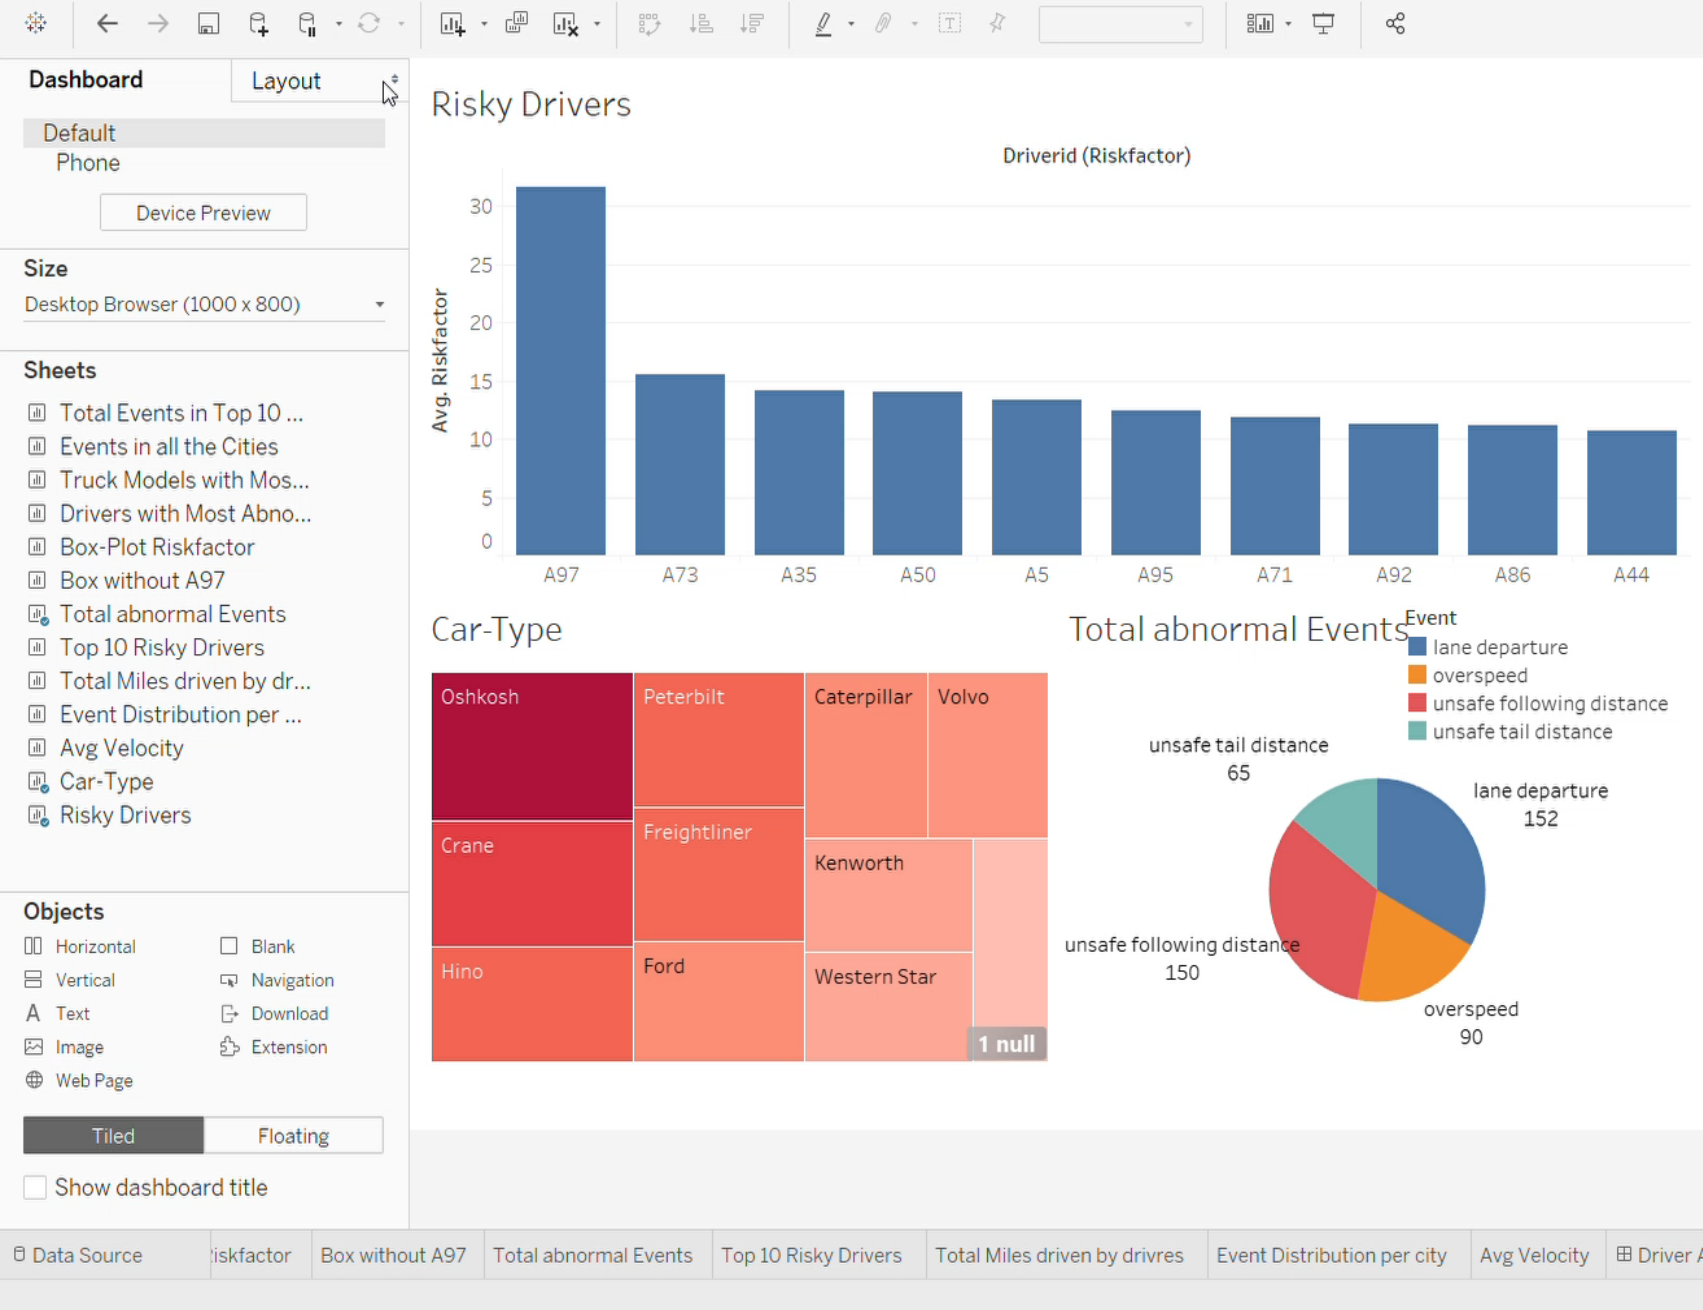 Dashboard
Layout
Default
Phone
Device Preview
Size
Desktop Browser (1000 x 800)
Sheets
Total Events in Top 10 ...
Events in all the Cities
Truck Models with Mos...
Drivers with Most Abno...
Box-Plot Riskfactor
Box without A97
Total abnormal Events
Top 10 Risky Drivers
Total Miles driven by dr...
Event Distribution per ...
Avg Velocity
Car-Type
Risky Drivers
Objects
Horizontal Blank
Vertical Navigation
A Text Download
Image Extension
Web Page
Tiled Floating
Show dashboard title
Risky Drivers
Driverid (Riskfactor)
Avg. Riskfactor
30
25
20
15
10
5
0
A97 A73 A35 A50 A5 A95 A71 A92 A86 A44
Car-Type
Oshkosh
Peterbilt
Caterpillar
Volvo
Crane
Freightliner
Kenworth
Hino
Ford
Western Star
1 null
Total abnormal Events
Event
lane departure
overspeed
unsafe following distance
unsafe tail distance
unsafe tail distance
65
lane departure
152
unsafe following distance
150
overspeed
90
Data Source iskfactor Box without A97 Total abnormal Events Top 10 Risky Drivers Total Miles driven by drivres Event Distribution per city Avg Velocity Driver A